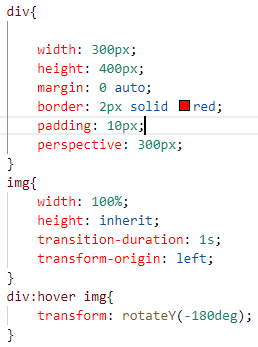 div{
width: 300px;
height: 400px;
margin: 0 auto;
border: 2px solid red;
padding: 10px;
perspective: 300px;
}
img{
width: 100%;
height: inherit;
transition-duration: 1s;
transform-origin: left;
}
div:hover img{
transform: rotateY(-180deg);
}